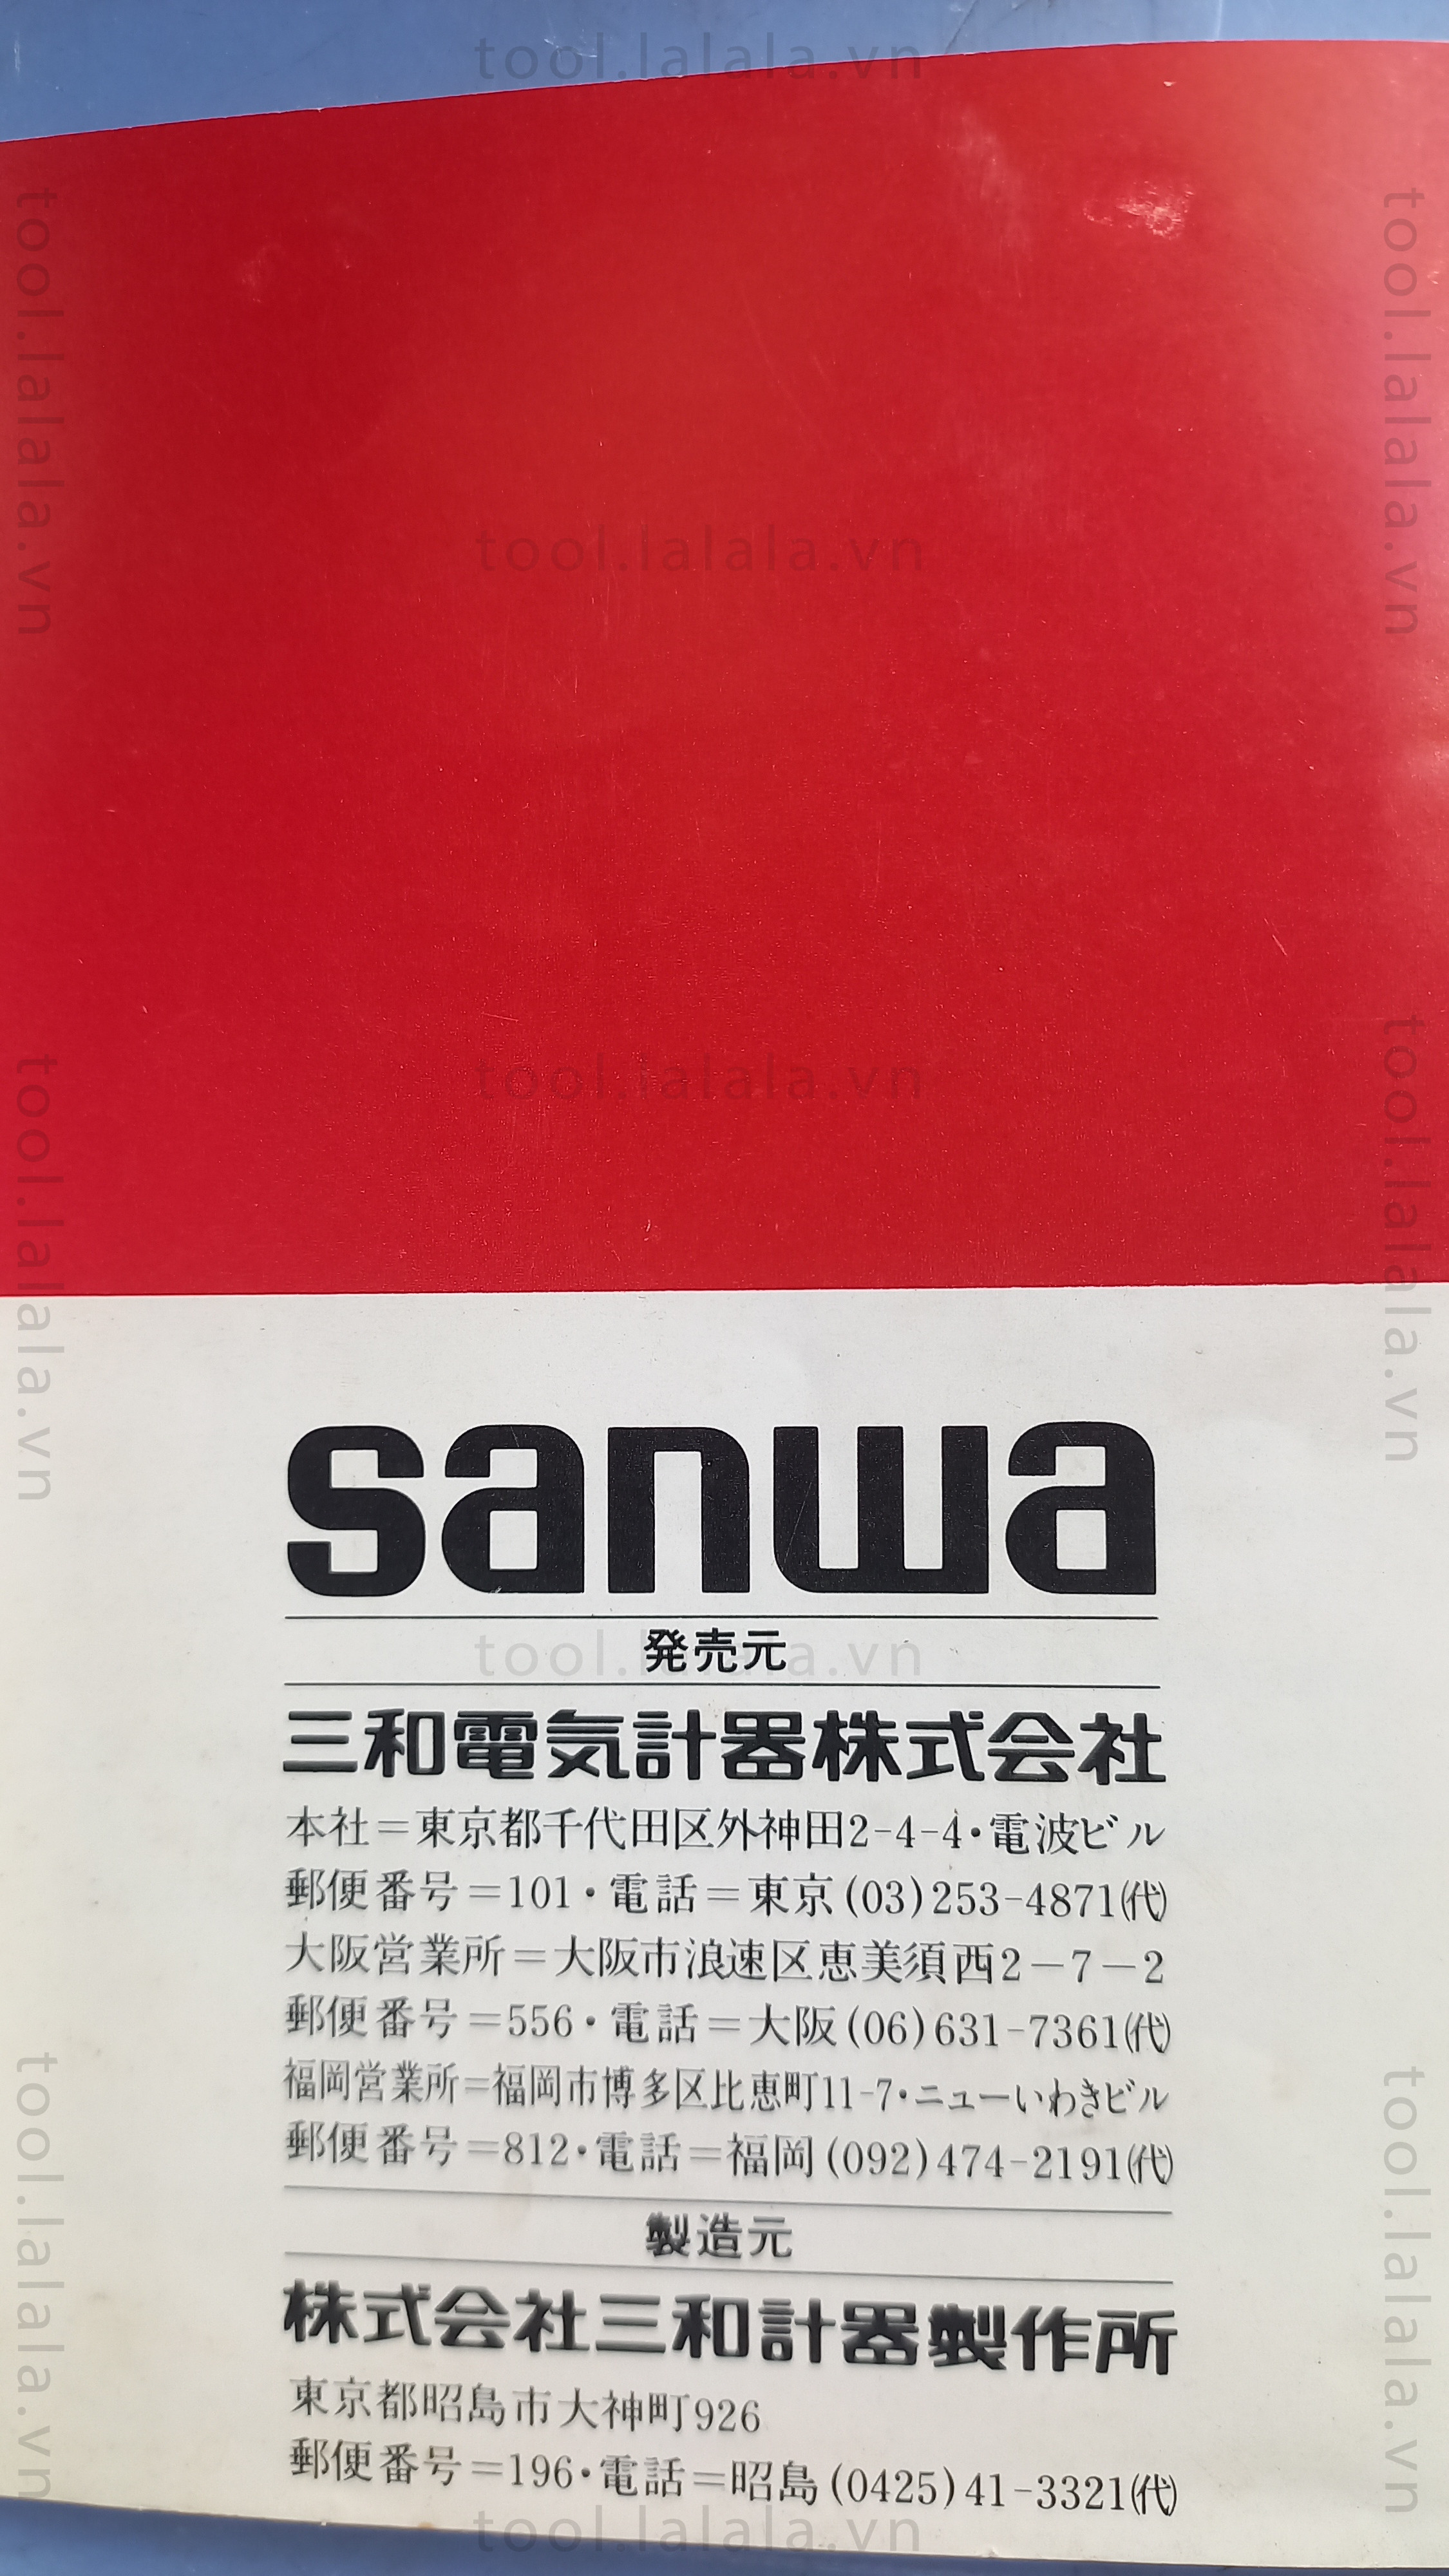 tool.lalala.vn
tool.lalala.vn
tool.lalala.vn
tool.lalala.vn
tool.lalala.vn
tool.lalala.vn
tool.lalala.vn
sanwa
tool.lalala.vn
発売元
三和電気計器株式会社
本社=東京都千代田区外神田2-4-4・電波ビル
郵便番号=101・電話=東京(03)253-4871(代)
大阪営業所=大阪市浪速区恵美須西2-7-2
郵便番号=556・電話=大阪(06)631-7361(代)
福岡営業所=福岡市博多区比恵町11-7・ニューいわきビル
郵便番号=812・電話=福岡(092)474-2191(代)
tool.lalala.vn
tool.lalala.vn
製造元
株式会社三和計器製作所
東京都昭島市大神町926
郵便番号=196・電話=昭島(0425)41-3321(代)
tool.lalala.vn